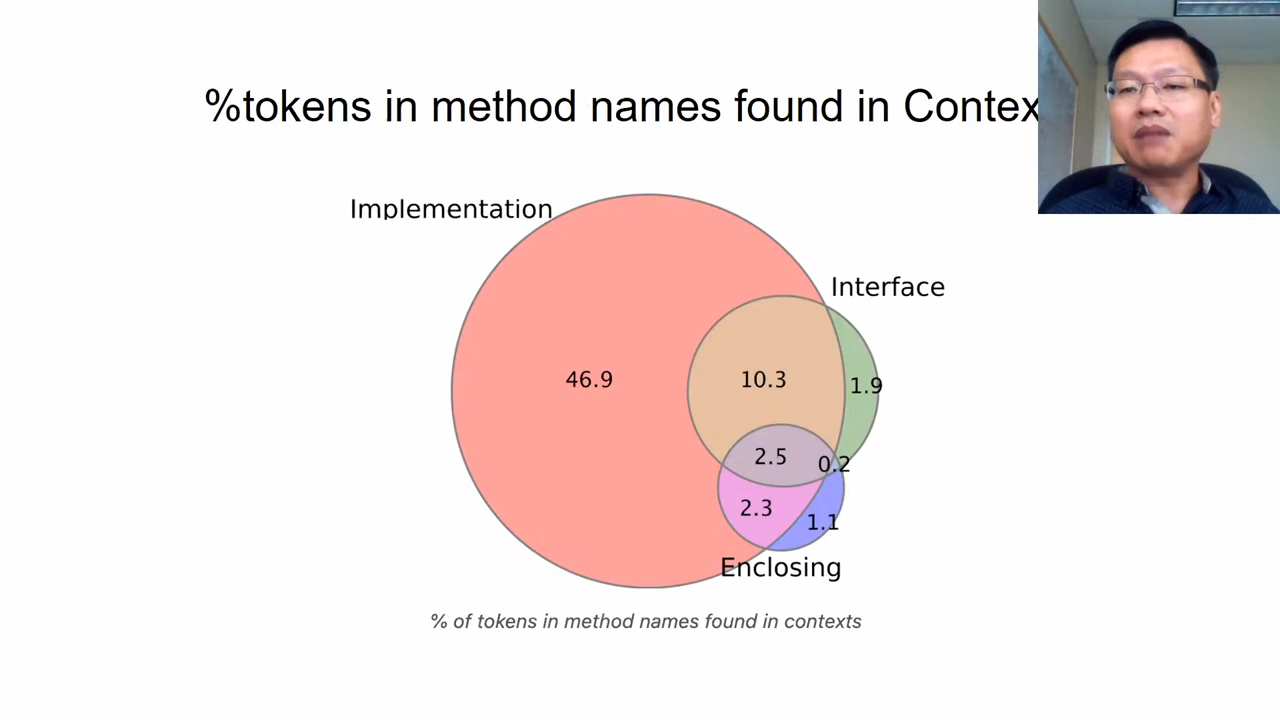 %tokens in method names found in Contex
Implementation
Interface
46.9
10.3
1.9
2.5
0.2
2.3
1.1
Enclosing
% of tokens in method names found in contexts